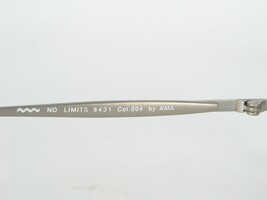 NO LIMITS 8431 Col.004 by AMA